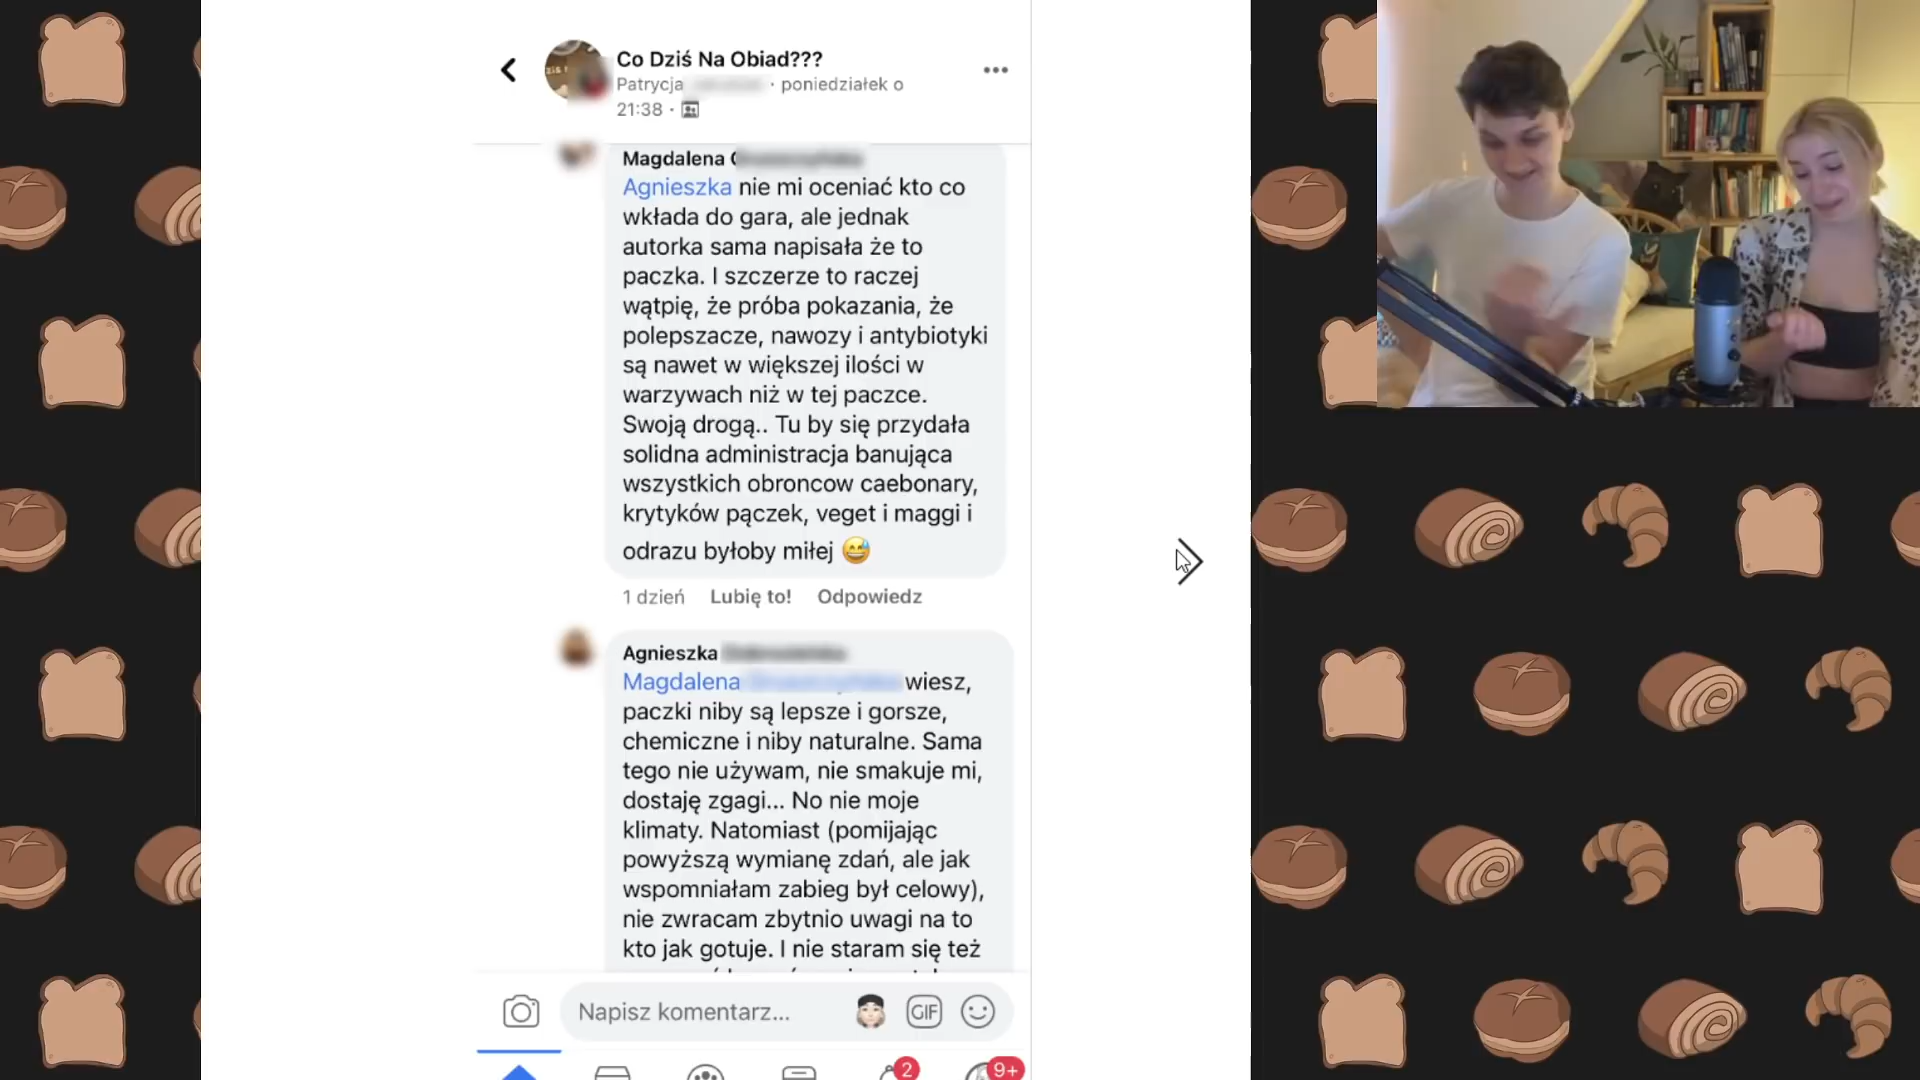 Co Dziś Na Obiad???
Patrycja · poniedziałek o
21:38 ·
Magdalena
Agnieszka nie mi oceniać kto co
wkłada do gara, ale jednak
autorka sama napisała że to
paczka. I szczerze to raczej
wątpię, że próba pokazania, że
polepszacze, nawozy i antybiotyki
są nawet w większej ilości w
warzywach niż w tej paczce.
Swoją drogą.. Tu by się przydała
solidna administracja banująca
wszystkich obroncow caebonary,
krytyków pączek, veget i maggi i
odrazu byłoby miłej 😅
1 dzień Lubię to! Odpowiedz
Agnieszka
Magdalena wiesz,
paczki niby są lepsze i gorsze,
chemiczne i niby naturalne. Sama
tego nie używam, nie smakuje mi,
dostaję zgagi... No nie moje
klimaty. Natomiast (pomijając
powyższą wymianę zdań, ale jak
wspomniałam zabieg był celowy),
nie zwracam zbytnio uwagi na to
kto jak gotuje. I nie staram się też
Napisz komentarz... GIF
2 9+